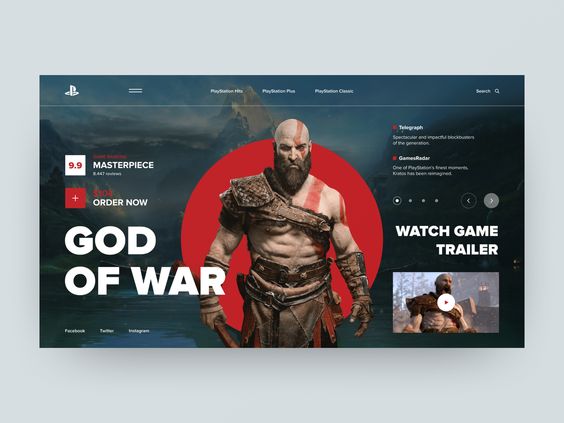 PlayStation Hits
PlayStation Plus
PlayStation Classic
Search
9.9
MASTERPIECE
8,447 reviews
+
ORDER NOW
GOD
OF WAR
Telegraph
Spectacular and impactful blockbusters
of the generation.
GamesRadar
One of PlayStation's finest moments,
Kratos has been reimagined.
WATCH GAME
TRAILER
Facebook
Twitter
Instagram